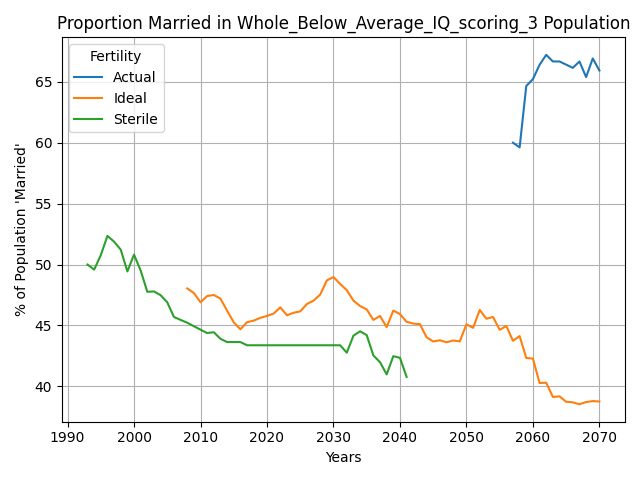 Proportion Married in Whole_Below_Average_IQ_scoring_3 Population
Fertility
Actual
Ideal
Sterile
% of Population 'Married'
65
60
55
50
45
40
1990 2000 2010 2020 2030 2040 2050 2060 2070
Years